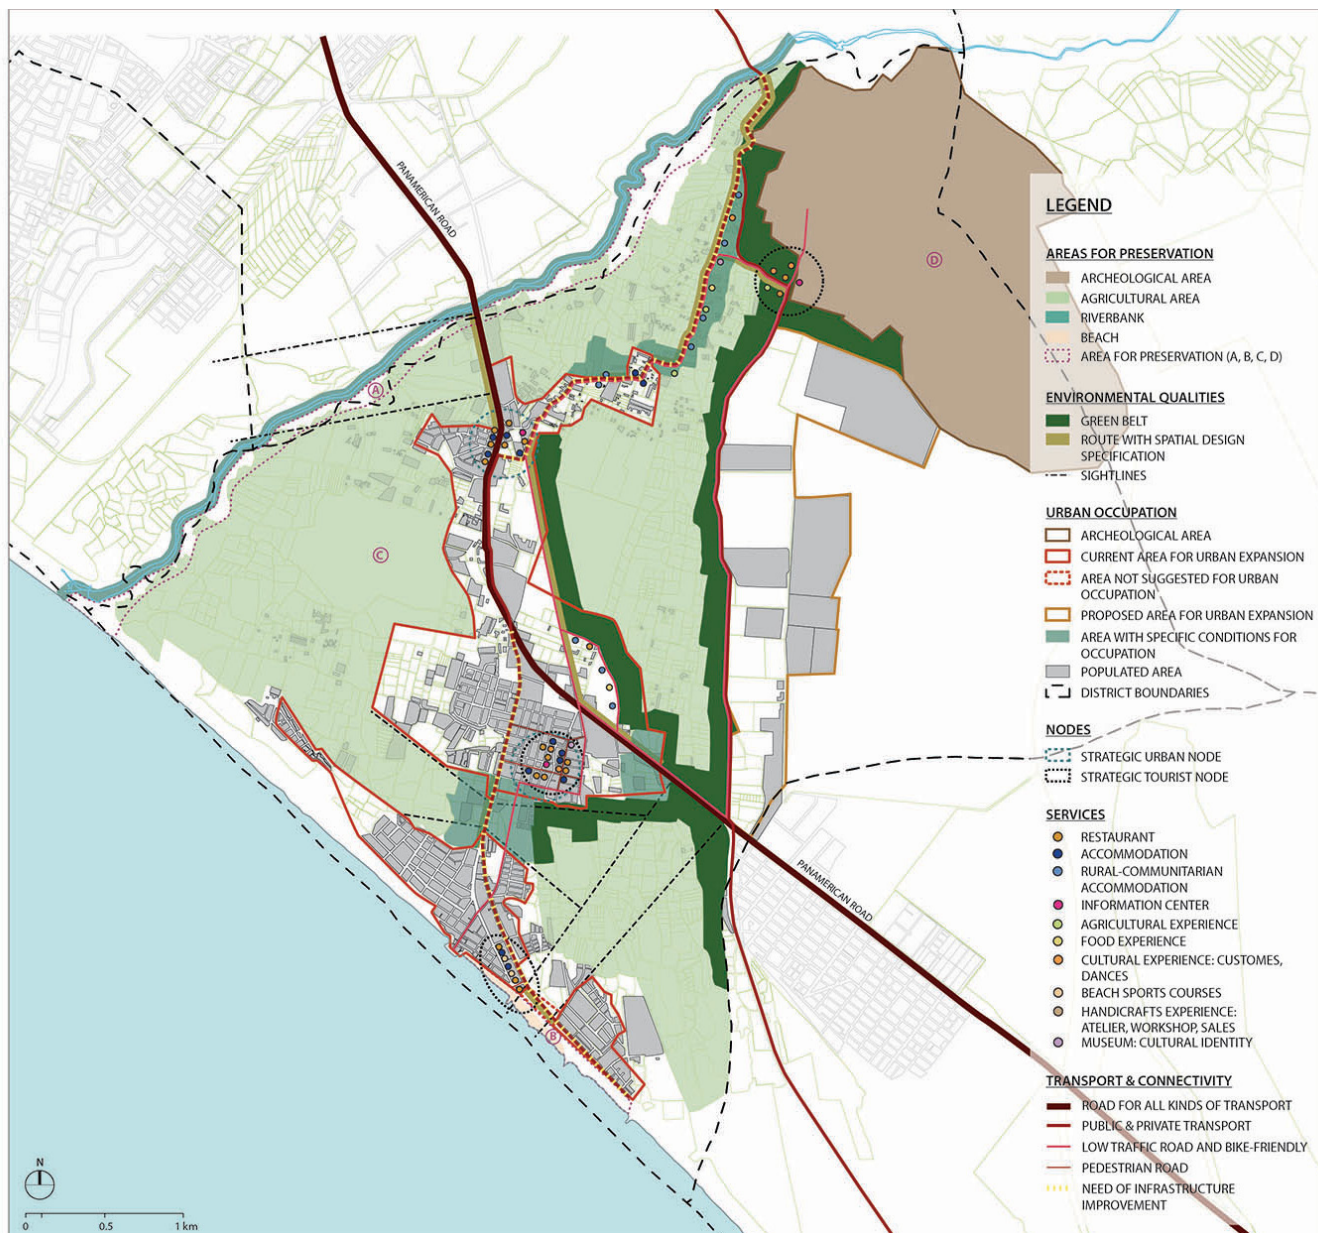 PANAMERICAN ROAD
A
C
D
B
PANAMERICAN ROAD
N
0 0.5 1 km
LEGEND
AREAS FOR PRESERVATION
ARCHEOLOGICAL AREA
AGRICULTURAL AREA
RIVERBANK
BEACH
AREA FOR PRESERVATION (A, B, C, D)
ENVIRONMENTAL QUALITIES
GREEN BELT
ROUTE WITH SPATIAL DESIGN
SPECIFICATION
SIGHTLINES
URBAN OCCUPATION
ARCHEOLOGICAL AREA
CURRENT AREA FOR URBAN EXPANSION
AREA NOT SUGGESTED FOR URBAN
OCCUPATION
PROPOSED AREA FOR URBAN EXPANSION
AREA WITH SPECIFIC CONDITIONS FOR
OCCUPATION
POPULATED AREA
DISTRICT BOUNDARIES
NODES
STRATEGIC URBAN NODE
STRATEGIC TOURIST NODE
SERVICES
RESTAURANT
ACCOMMODATION
RURAL-COMMUNITARIAN
ACCOMMODATION
INFORMATION CENTER
AGRICULTURAL EXPERIENCE
FOOD EXPERIENCE
CULTURAL EXPERIENCE: CUSTOMES,
DANCES
BEACH SPORTS COURSES
HANDICRAFTS EXPERIENCE:
ATELIER, WORKSHOP, SALES
MUSEUM: CULTURAL IDENTITY
TRANSPORT & CONNECTIVITY
ROAD FOR ALL KINDS OF TRANSPORT
PUBLIC & PRIVATE TRANSPORT
LOW TRAFFIC ROAD AND BIKE-FRIENDLY
PEDESTRIAN ROAD
NEED OF INFRASTRUCTURE
IMPROVEMENT